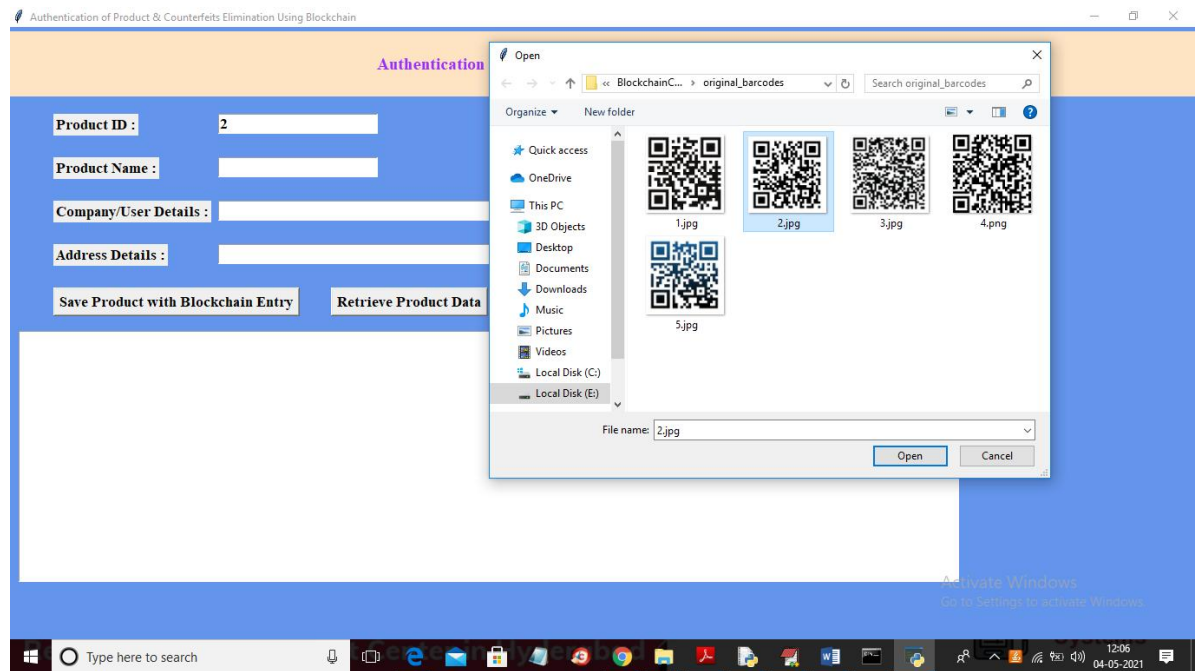 Authentication of Product & Counterfeits Elimination Using Blockchain
Authentication
Product ID :
2
Product Name :
Company/User Details :
Address Details :
Save Product with Blockchain Entry
Retrieve Product Data
Open
« BlockchainC... › original_barcodes
Search original_barcodes
Organize
New folder
Quick access
OneDrive
This PC
3D Objects
Desktop
Documents
Downloads
Music
Pictures
Videos
Local Disk (C:)
Local Disk (E:)
1.jpg
2.jpg
3.jpg
4.png
5.jpg
File name:
2.jpg
Open
Cancel
Activate Windows
Go to Settings to activate Windows.
Type here to search
12:06
04-05-2021